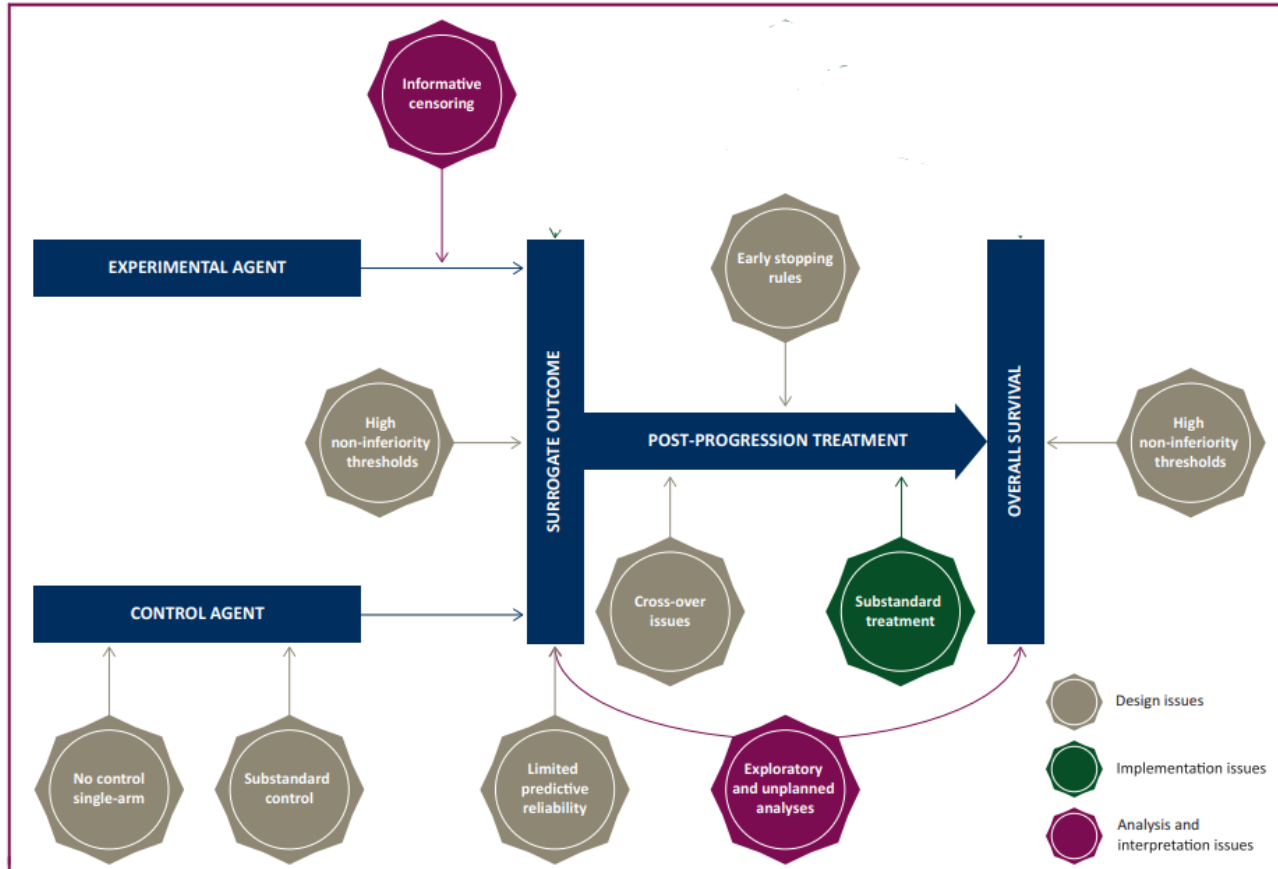 Informative
censoring
EXPERIMENTAL AGENT
Early stopping
rules
SURROGATE OUTCOME
OVERALL SURVIVAL
High
non-inferiority
thresholds
POST-PROGRESSION TREATMENT
High
non-inferiority
thresholds
CONTROL AGENT
Cross-over
issues
Substandard
treatment
No control
single-arm
Substandard
control
Limited
predictive
reliability
Exploratory
and unplanned
analyses
Design issues
Implementation issues
Analysis and
interpretation issues